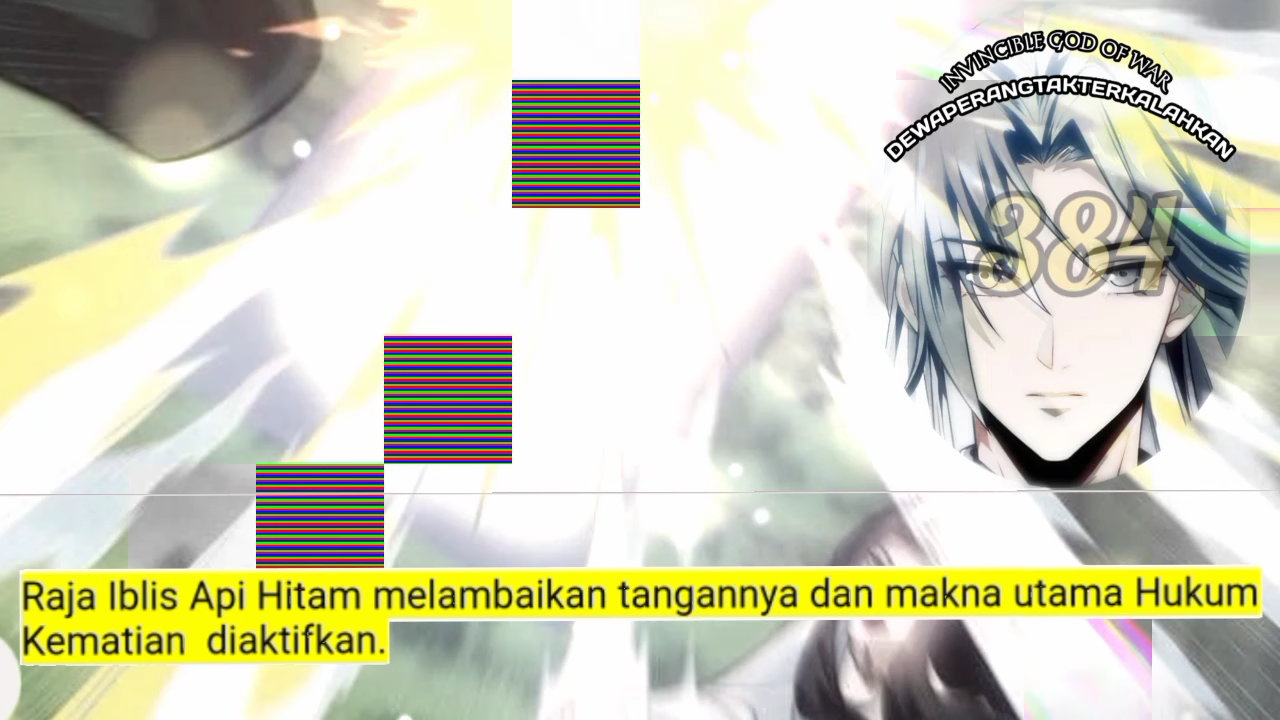 INVINCIBLE GOD OF WAR
DEWAPERANGTAKTERKALAHKAN
384
Raja Iblis Api Hitam melambaikan tangannya dan makna utama Hukum
Kematian diaktifkan.